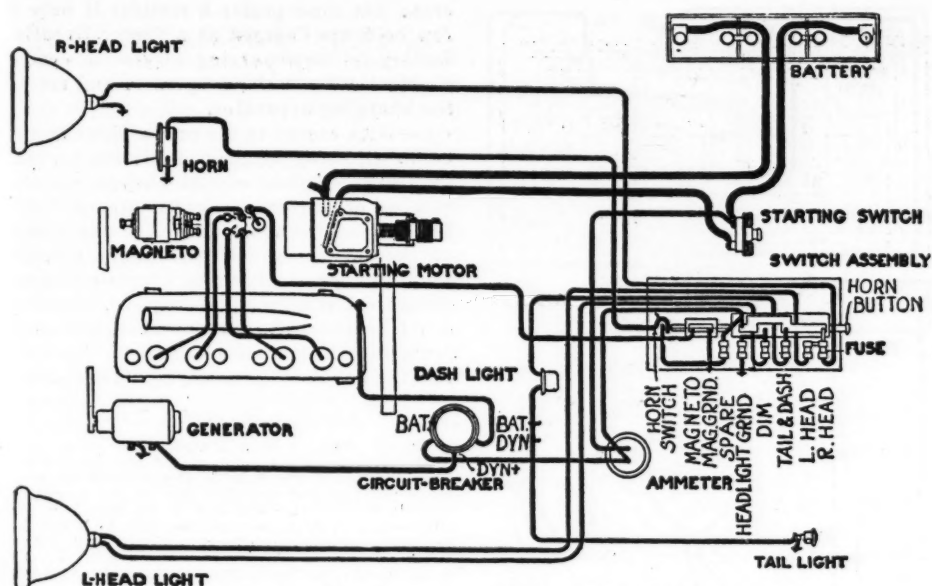 R-HEAD LIGHT
BATTERY
HORN
STARTING SWITCH
MAGNETO
STARTING MOTOR
SWITCH ASSEMBLY
HORN
BUTTON
FUSE
DASH LIGHT
HORN
SWITCH
MAGNETO
MAG. GRND.
SPARE
HEADLIGHT GRND
DIM
TAIL & DASH
L. HEAD
R. HEAD
GENERATOR
BAT.
BAT.
DYN
DYN+
CIRCUIT-BREAKER
AMMETER
TAIL LIGHT
L-HEAD LIGHT